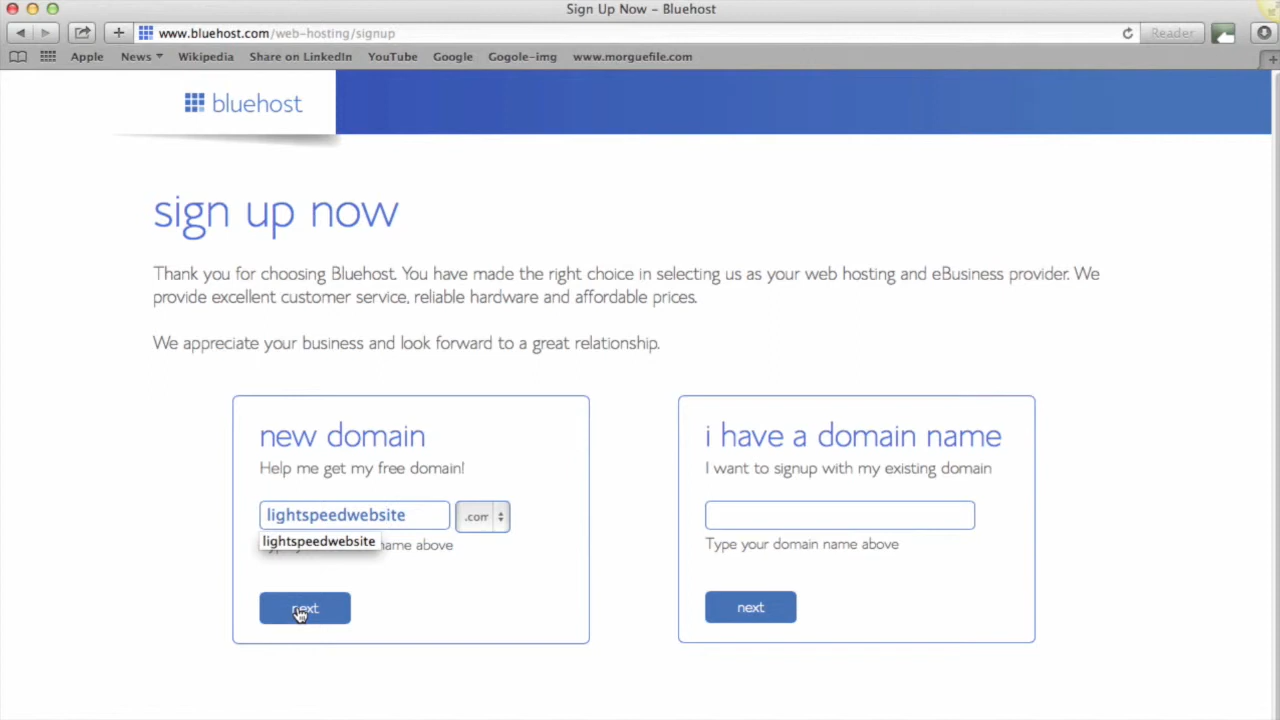 Sign Up Now – Bluehost
www.bluehost.com/web-hosting/signup
Reader
Apple News Wikipedia Share on LinkedIn YouTube Google Gogole-img www.morguefile.com
bluehost
sign up now
Thank you for choosing Bluehost. You have made the right choice in selecting us as your web hosting and eBusiness provider. We
provide excellent customer service, reliable hardware and affordable prices.
We appreciate your business and look forward to a great relationship.
new domain
Help me get my free domain!
lightspeedwebsite .com
lightspeedwebsite
name above
next
i have a domain name
I want to signup with my existing domain
Type your domain name above
next